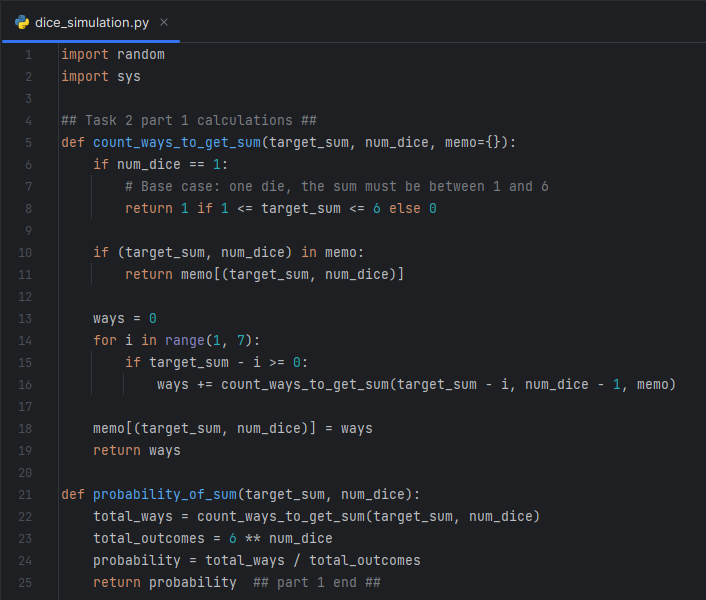 dice_simulation.py ×
1 import random
2 import sys
3
4 ## Task 2 part 1 calculations ##
5 def count_ways_to_get_sum(target_sum, num_dice, memo={}):
6     if num_dice == 1:
7         # Base case: one die, the sum must be between 1 and 6
8         return 1 if 1 <= target_sum <= 6 else 0
9
10     if (target_sum, num_dice) in memo:
11         return memo[(target_sum, num_dice)]
12
13     ways = 0
14     for i in range(1, 7):
15         if target_sum - i >= 0:
16             ways += count_ways_to_get_sum(target_sum - i, num_dice - 1, memo)
17
18     memo[(target_sum, num_dice)] = ways
19     return ways
20
21 def probability_of_sum(target_sum, num_dice):
22     total_ways = count_ways_to_get_sum(target_sum, num_dice)
23     total_outcomes = 6 ** num_dice
24     probability = total_ways / total_outcomes
25     return probability  ## part 1 end ##